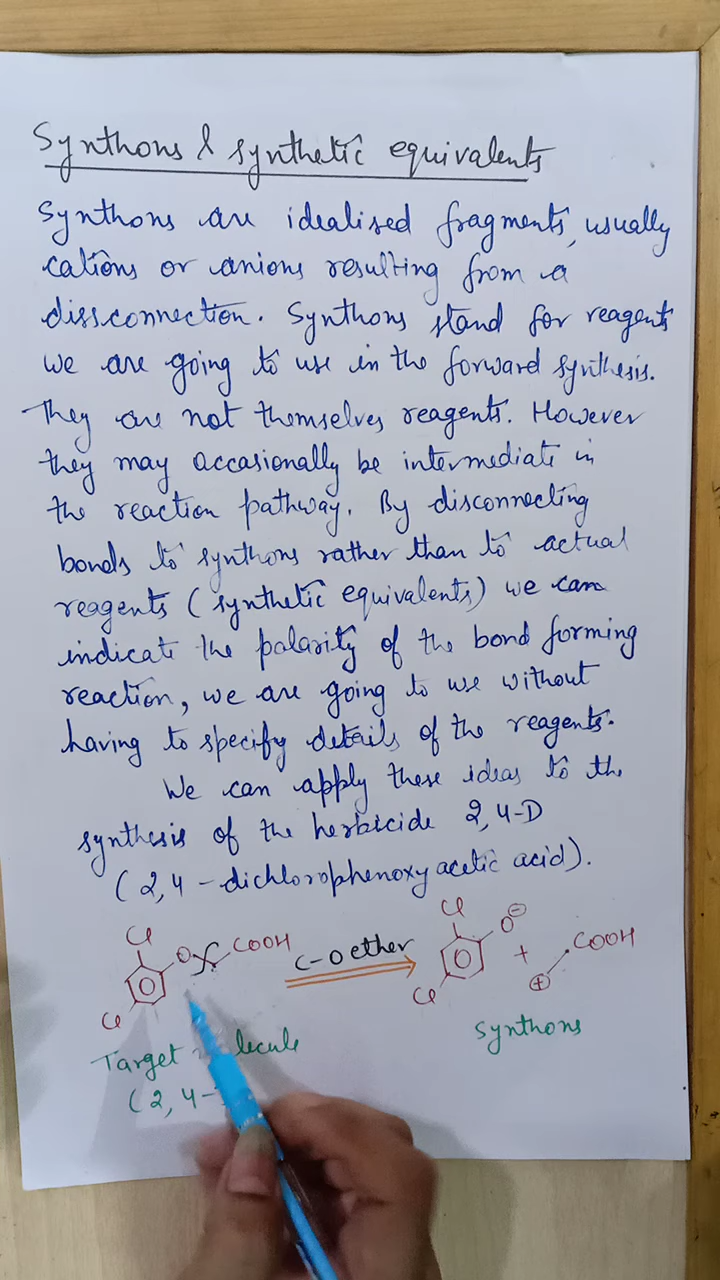 Synthons & synthetic equivalents
Synthons are idealised fragments, usually
cations or anions resulting from a
dissconnection. Synthons stand for reagents
we are going to use in the forward synthesis.
They are not themselves reagents. However
they may accasionally be intermediate in
the reaction pathway. By disconnecting
bonds to synthons rather than to actual
reagents (synthetic equivalents) we can
indicate the polarity of the bond forming
reaction, we are going to use without
having to specify details of the reagents.
We can apply these ideas to the
synthesis of the herbicide 2,4-D
(2,4-dichlorophenoxy acetic acid).
Cl O COOH Cl
C-O ether
Cl O⊖ + ⊕ COOH Cl
Synthons
Target
(2,4-